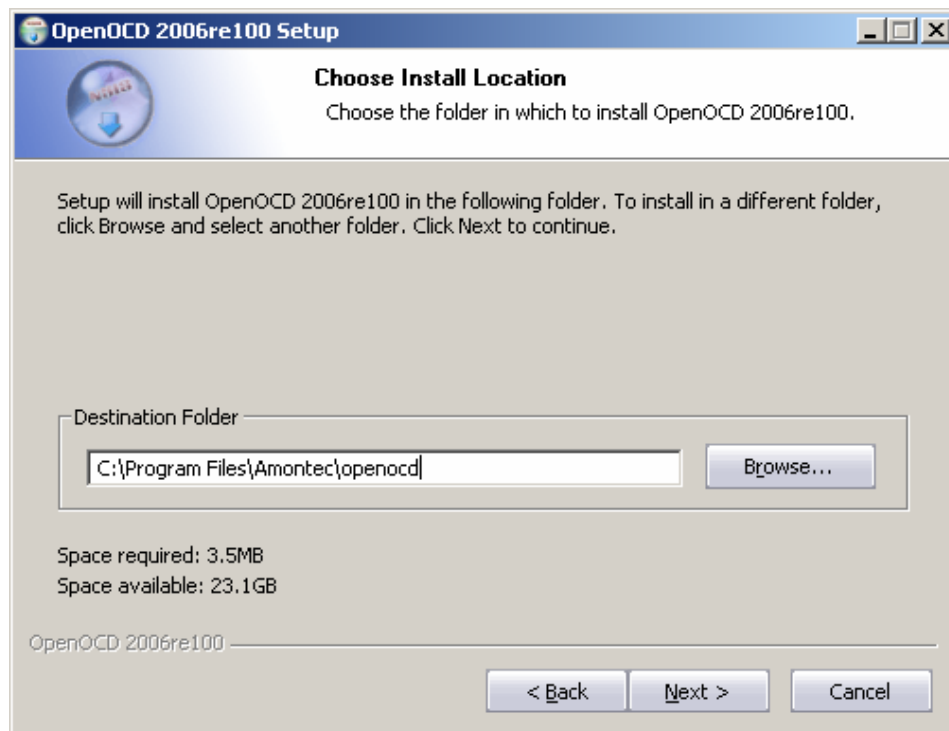 OpenOCD 2006re100 Setup
Choose Install Location
Choose the folder in which to install OpenOCD 2006re100.
Setup will install OpenOCD 2006re100 in the following folder. To install in a different folder,
click Browse and select another folder. Click Next to continue.
Destination Folder
C:\Program Files\Amontec\openocd
Browse...
Space required: 3.5MB
Space available: 23.1GB
OpenOCD 2006re100
< Back
Next >
Cancel